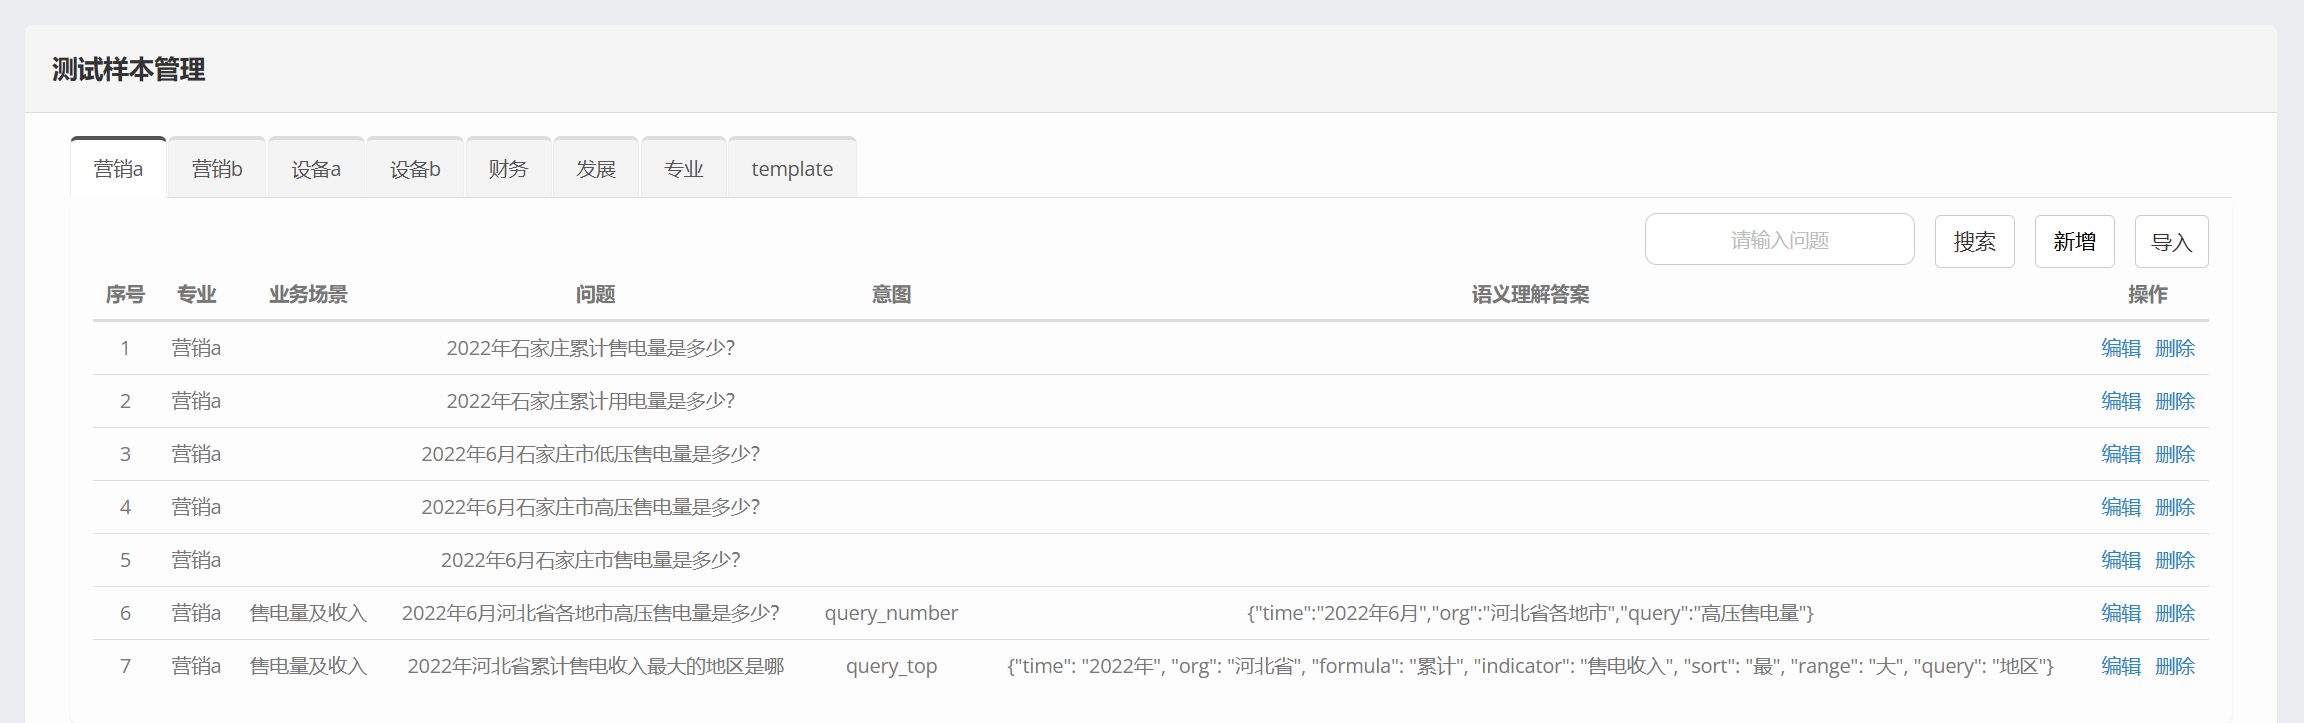 测试样本管理
营销a 营销b 设备a 设备b 财务 发展 专业 template
请输入问题 搜索 新增 导入
序号 专业 业务场景 问题 意图 语义理解答案 操作
1 营销a 2022年石家庄累计售电量是多少? 编辑 删除
2 营销a 2022年石家庄累计用电量是多少? 编辑 删除
3 营销a 2022年6月石家庄市低压售电量是多少? 编辑 删除
4 营销a 2022年6月石家庄市高压售电量是多少? 编辑 删除
5 营销a 2022年6月石家庄市售电量是多少? 编辑 删除
6 营销a 售电量及收入 2022年6月河北省各地市高压售电量是多少? query_number {"time":"2022年6月","org":"河北省各地市","query":"高压售电量"} 编辑 删除
7 营销a 售电量及收入 2022年河北省累计售电收入最大的地区是哪 query_top {"time": "2022年", "org": "河北省", "formula": "累计", "indicator": "售电收入", "sort": "最", "range": "大", "query": "地区"} 编辑 删除